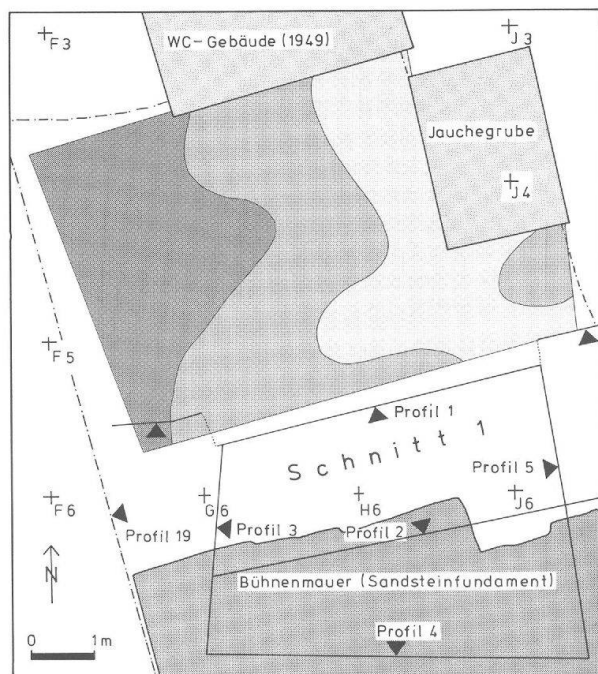 F3
WC-Gebäude (1949)
J3
Jauchegrube
J4
F5
Profil 1
Schnitt 1
Profil 5
F6
G6
H6
J6
Profil 19
Profil 3
Profil 2
N
Bühnenmauer (Sandsteinfundament)
Profil 4
0 1m